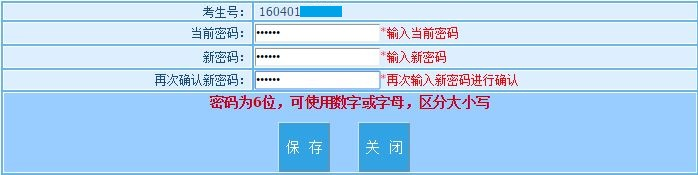 考生号： 160401
当前密码： •••••• *输入当前密码
新密码： •••••• *输入新密码
再次确认新密码： •••••• *再次输入新密码进行确认
密码为6位，可使用数字或字母，区分大小写
保 存 关 闭